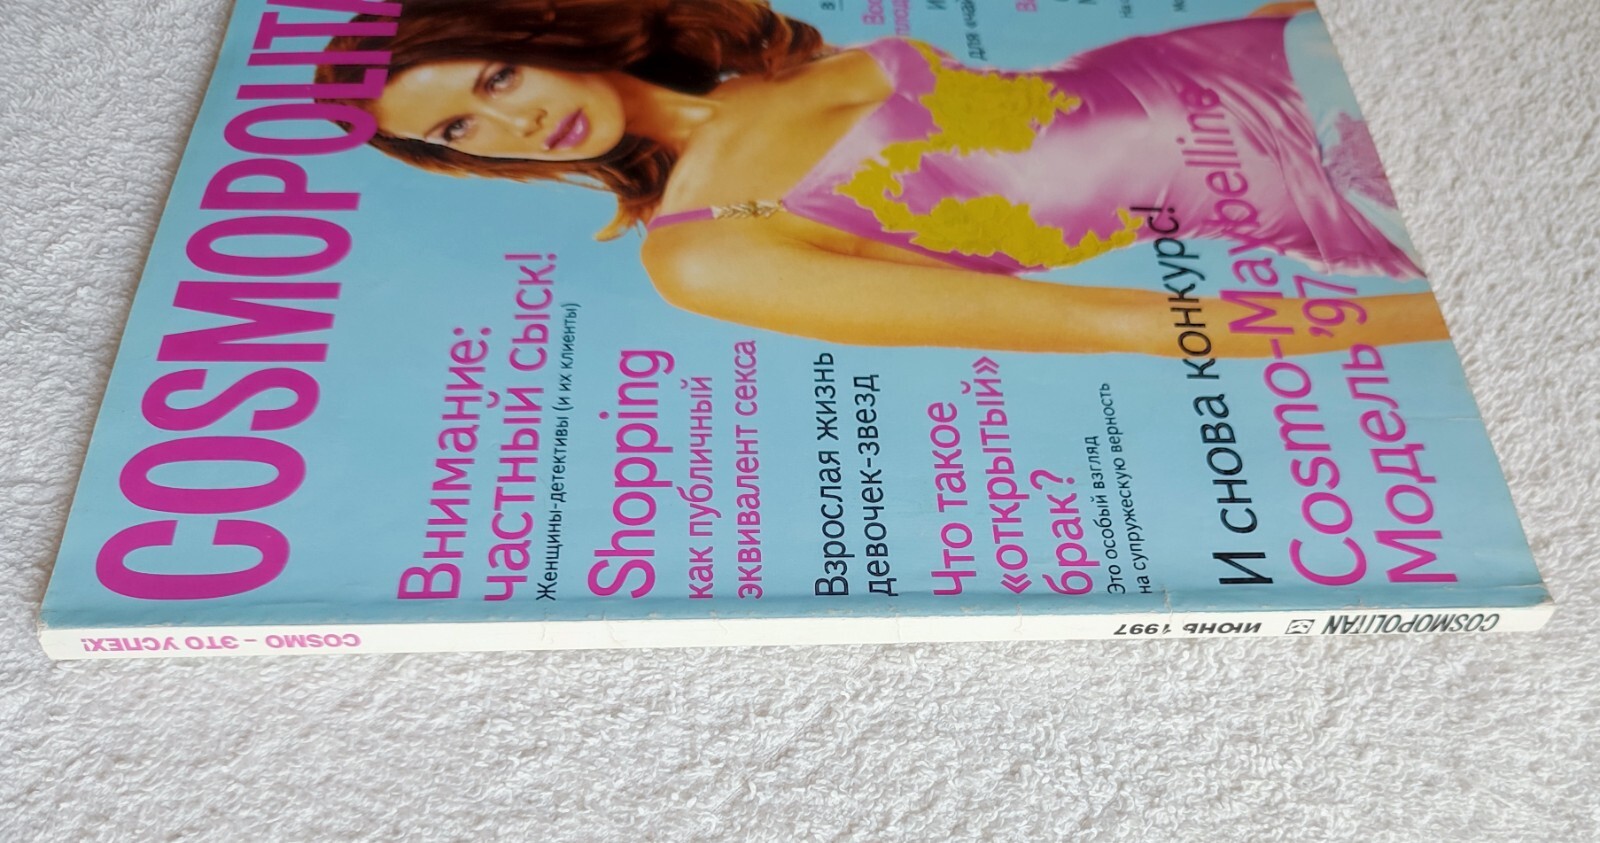 COSMOPOLITA
Внимание:
частный сыск!
Женщины-детективы (и их клиенты)
Shopping
как публичный
эквивалент секса
Взрослая жизнь
девочек-звезд
Что такое
«открытый»
брак?
Это особый взгляд
на супружескую верность
И снова конкурс!
Cosmo-Maybelline
Модель '97
COSMO – ЭТО УСПЕХ!
ИЮНЬ 1997
COSMOPOLITAN